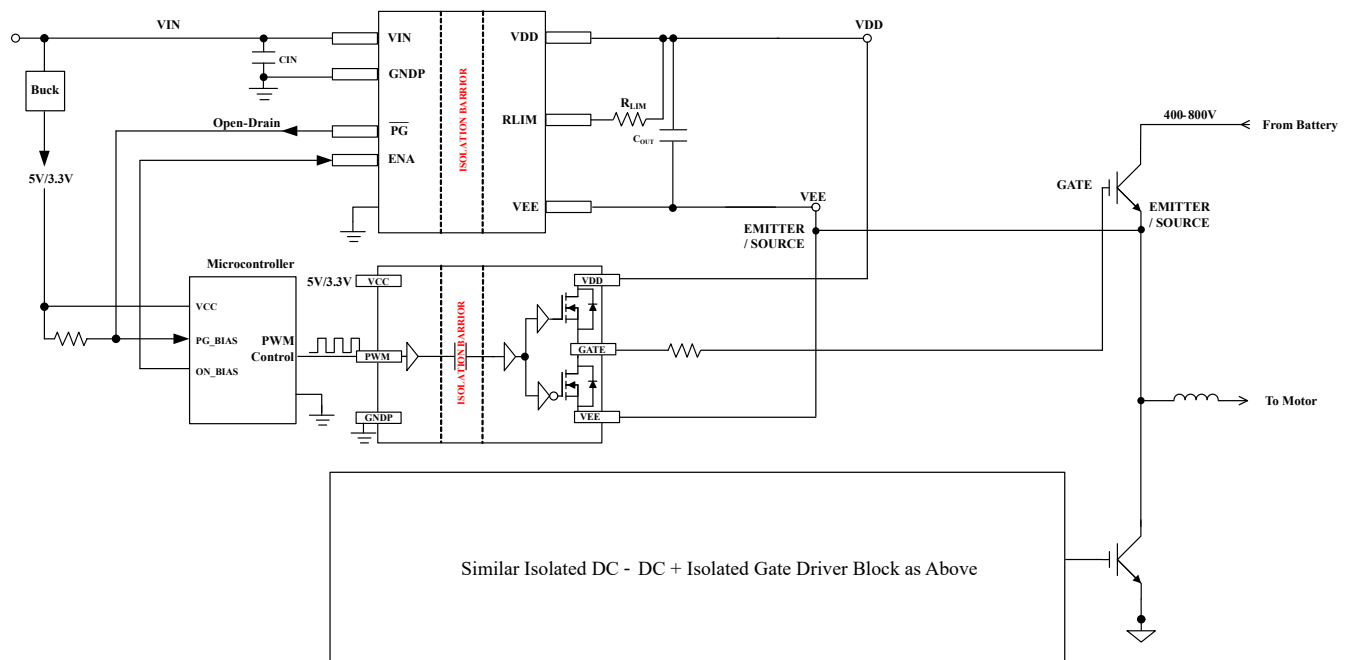 VIN
VDD
VIN
VDD
CIN
GNDP
Buck
ISOLATION BARRIOR
RLIM
RLIM
COUT
400-800V
From Battery
Open-Drain
PG
ENA
5V/3.3V
GATE
VEE
VEE
EMITTER
/ SOURCE
EMITTER
/ SOURCE
Microcontroller
5V/3.3V
VCC
VDD
VCC
ISOLATION BARRIOR
PG_BIAS
PWM
Control
PWM
GATE
ON_BIAS
To Motor
GNDP
VEE
Similar Isolated DC - DC + Isolated Gate Driver Block as Above